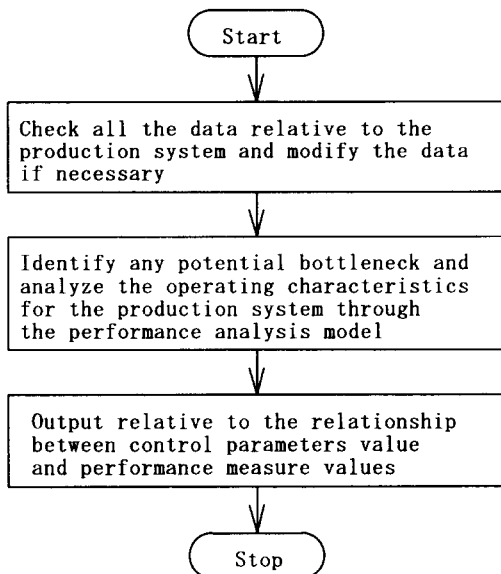 Start
Check all the data relative to the
production system and modify the data
if necessary
Identify any potential bottleneck and
analyze the operating characteristics
for the production system through
the performance analysis model
Output relative to the relationship
between control parameters value
and performance measure values
Stop